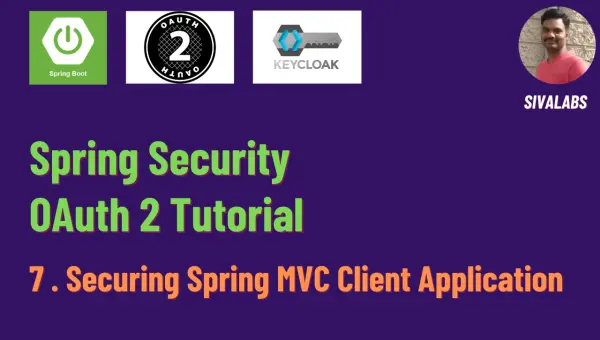 Spring Boot
OAUTH
2
OAUTH
KEYCLOAK
SIVALABS
Spring Security
OAuth 2 Tutorial
7 . Securing Spring MVC Client Application